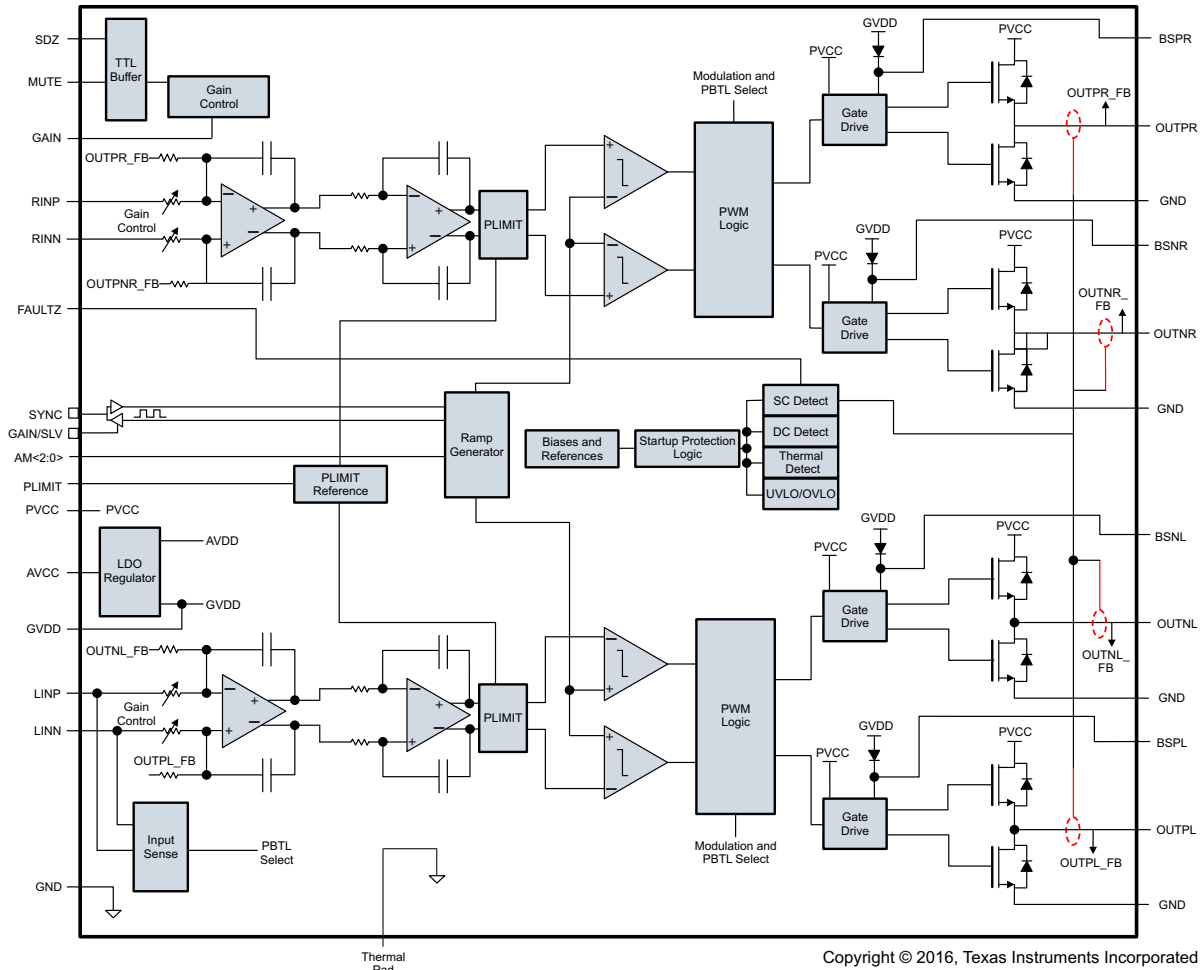 SDZ
MUTE
GAIN
TTL
Buffer
Gain
Control
OUTPR_FB
RINP
Gain
Control
RINN
OUTPNR_FB
FAULTZ
PLIMIT
Modulation and
PBTL Select
PWM
Logic
GVDD
PVCC
Gate
Drive
PVCC
OUTPR_FB
BSPR
OUTPR
GND
GVDD
PVCC
Gate
Drive
PVCC
OUTNR_
FB
BSNR
OUTNR
GND
SYNC
GAIN/SLV
AM<2:0>
PLIMIT
PVCC
PVCC
Ramp
Generator
PLIMIT
Reference
Biases and
References
Startup Protection
Logic
SC Detect
DC Detect
Thermal
Detect
UVLO/OVLO
AVCC
LDO
Regulator
AVDD
GVDD
GVDD
OUTNL_FB
LINP
Gain
Control
LINN
OUTPL_FB
Input
Sense
PBTL
Select
GND
PLIMIT
PWM
Logic
Modulation and
PBTL Select
GVDD
PVCC
Gate
Drive
PVCC
BSNL
OUTNL
OUTNL_
FB
GND
GVDD
PVCC
Gate
Drive
PVCC
BSPL
OUTPL
OUTPL_FB
GND
Thermal
Pad
Copyright © 2016, Texas Instruments Incorporated